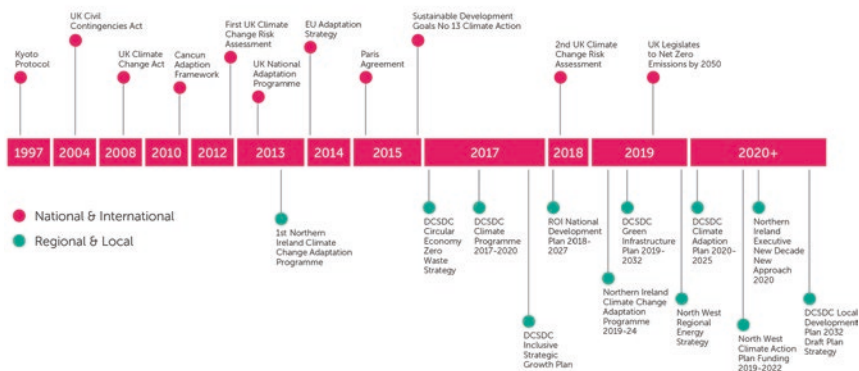 UK Civil
Contingencies Act
First UK Climate
Change Risk
Assessment
EU Adaptation
Strategy
Sustainable Development
Goals No 13 Climate Action
Kyoto
Protocol
UK Climate
Change Act
Cancun
Adaption
Framework
UK National
Adaptation
Programme
Paris
Agreement
2nd UK Climate
Change Risk
Assessment
UK Legislates
to Net Zero
Emissions by 2050
1997
2004
2008
2010
2012
2013
2014
2015
2017
2018
2019
2020+
National & International
Regional & Local
1st Northern
Ireland Climate
Change Adaptation
Programme
DCSDC
Circular
Economy
Zero
Waste
Strategy
DCSDC
Climate
Programme
2017-2020
DCSDC
Inclusive
Strategic
Growth Plan
ROI National
Development
Plan 2018-
2027
DCSDC
Green
Infrastructure
Plan 2019-
2032
Northern Ireland
Climate Change
Adaptation
Programme
2019-24
North West
Regional
Energy
Strategy
DCSDC
Climate
Adaption
Plan 2020-
2025
North West
Climate Action
Plan Funding
2019-2022
Northern
Ireland
Executive
New Decade
New
Approach
2020
DCSDC Local
Development
Plan 2032
Draft Plan
Strategy